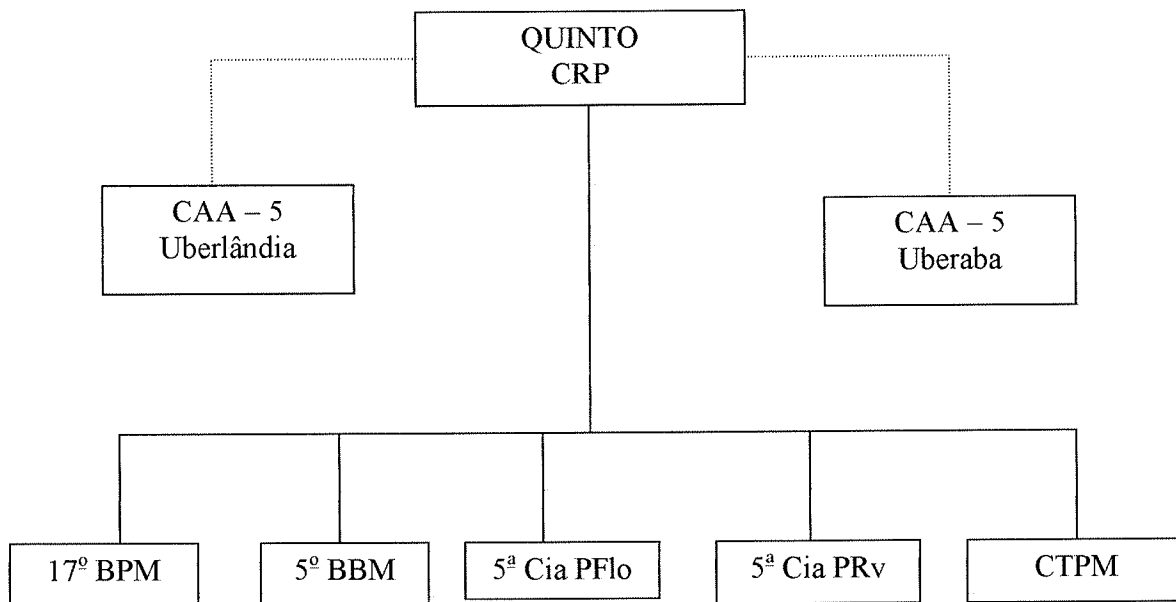 QUINTO
CRP
CAA – 5
Uberlândia
CAA – 5
Uberaba
17º BPM
5º BBM
5ª Cia PFlo
5ª Cia PRv
CTPM